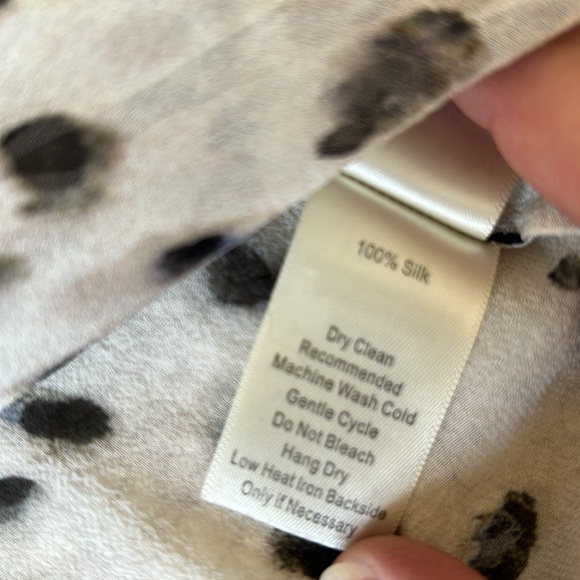 100% Silk
Dry Clean
Recommended
Machine Wash Cold
Gentle Cycle
Do Not Bleach
Hang Dry
Low Heat Iron Backside
Only if Necessary